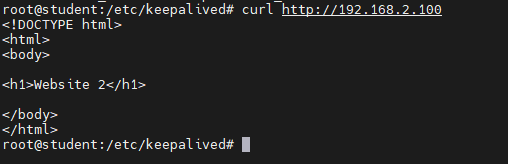 root@student:/etc/keepalived# curl http://192.168.2.100
<!DOCTYPE html>
<html>
<body>
<h1>Website 2</h1>
</body>
</html>
root@student:/etc/keepalived#